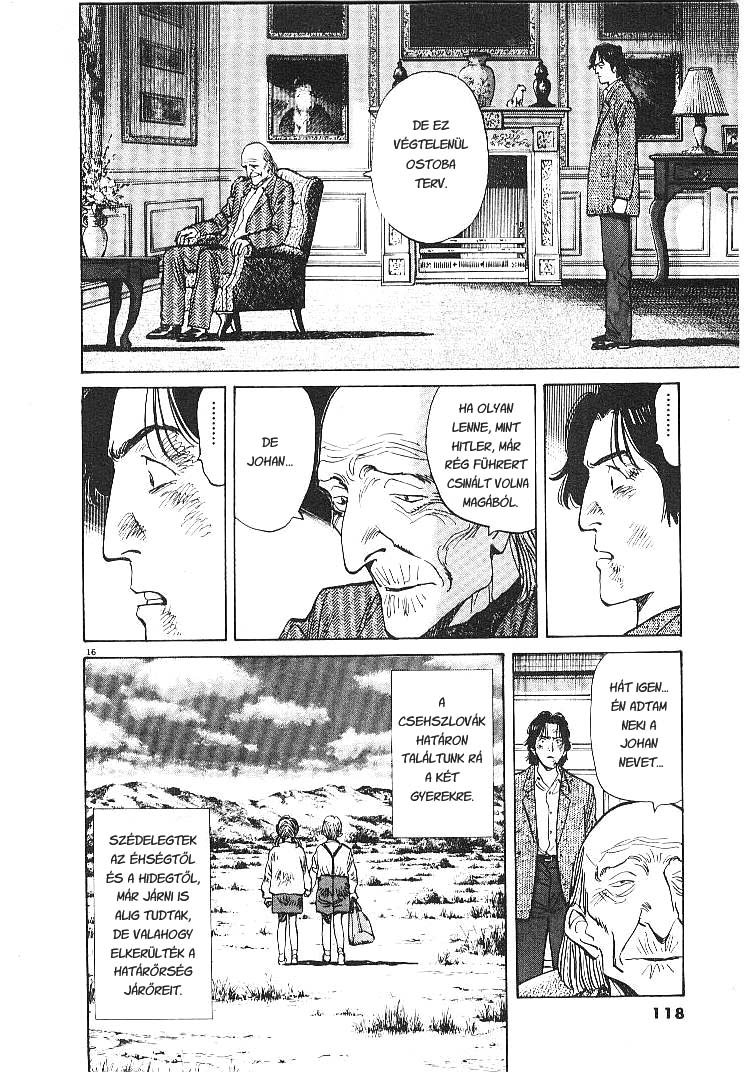 DE EZ
VÉGTELENÜL
OSTOBA
TERV.
.........
HA OLYAN
LENNE, MINT
HITLER, MÁR
RÉG FÜHRERT
CSINÁLT VOLNA
MAGÁBÓL.
DE
JOHAN...
.........
HÁT IGEN...
ÉN ADTAM
NEKI A
JOHAN
NEVET...
A
CSEHSZLOVÁK
HATÁRON
TALÁLTUNK RÁ
A KÉT
GYEREKRE.
SZÉDELEGTEK
AZ ÉHSÉGTŐL
ÉS A HIDEGTŐL,
MÁR JÁRNI IS
ALIG TUDTAK,
DE VALAHOGY
ELKERÜLTÉK A
HATÁRŐRSÉG
JÁRŐREIT.
16
118